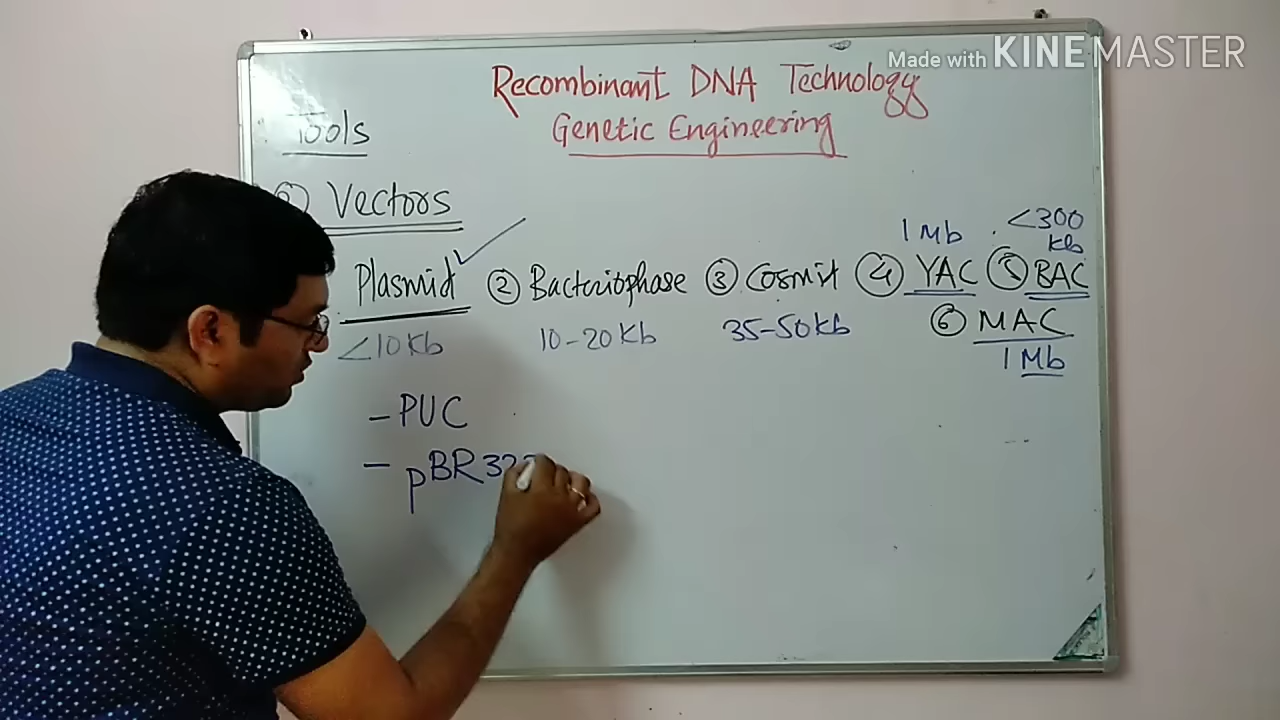 Made with KINEMASTER
Recombinant DNA Technology
Genetic Engineering
Tools
Vectors
1 Mb <300 Kb
Plasmid ② Bacteriophase ③ Cosmid ④ YAC ⑤ BAC
<10 Kb 10-20 Kb 35-50 kb ⑥ MAC
1 Mb
- PUC
- pBR32